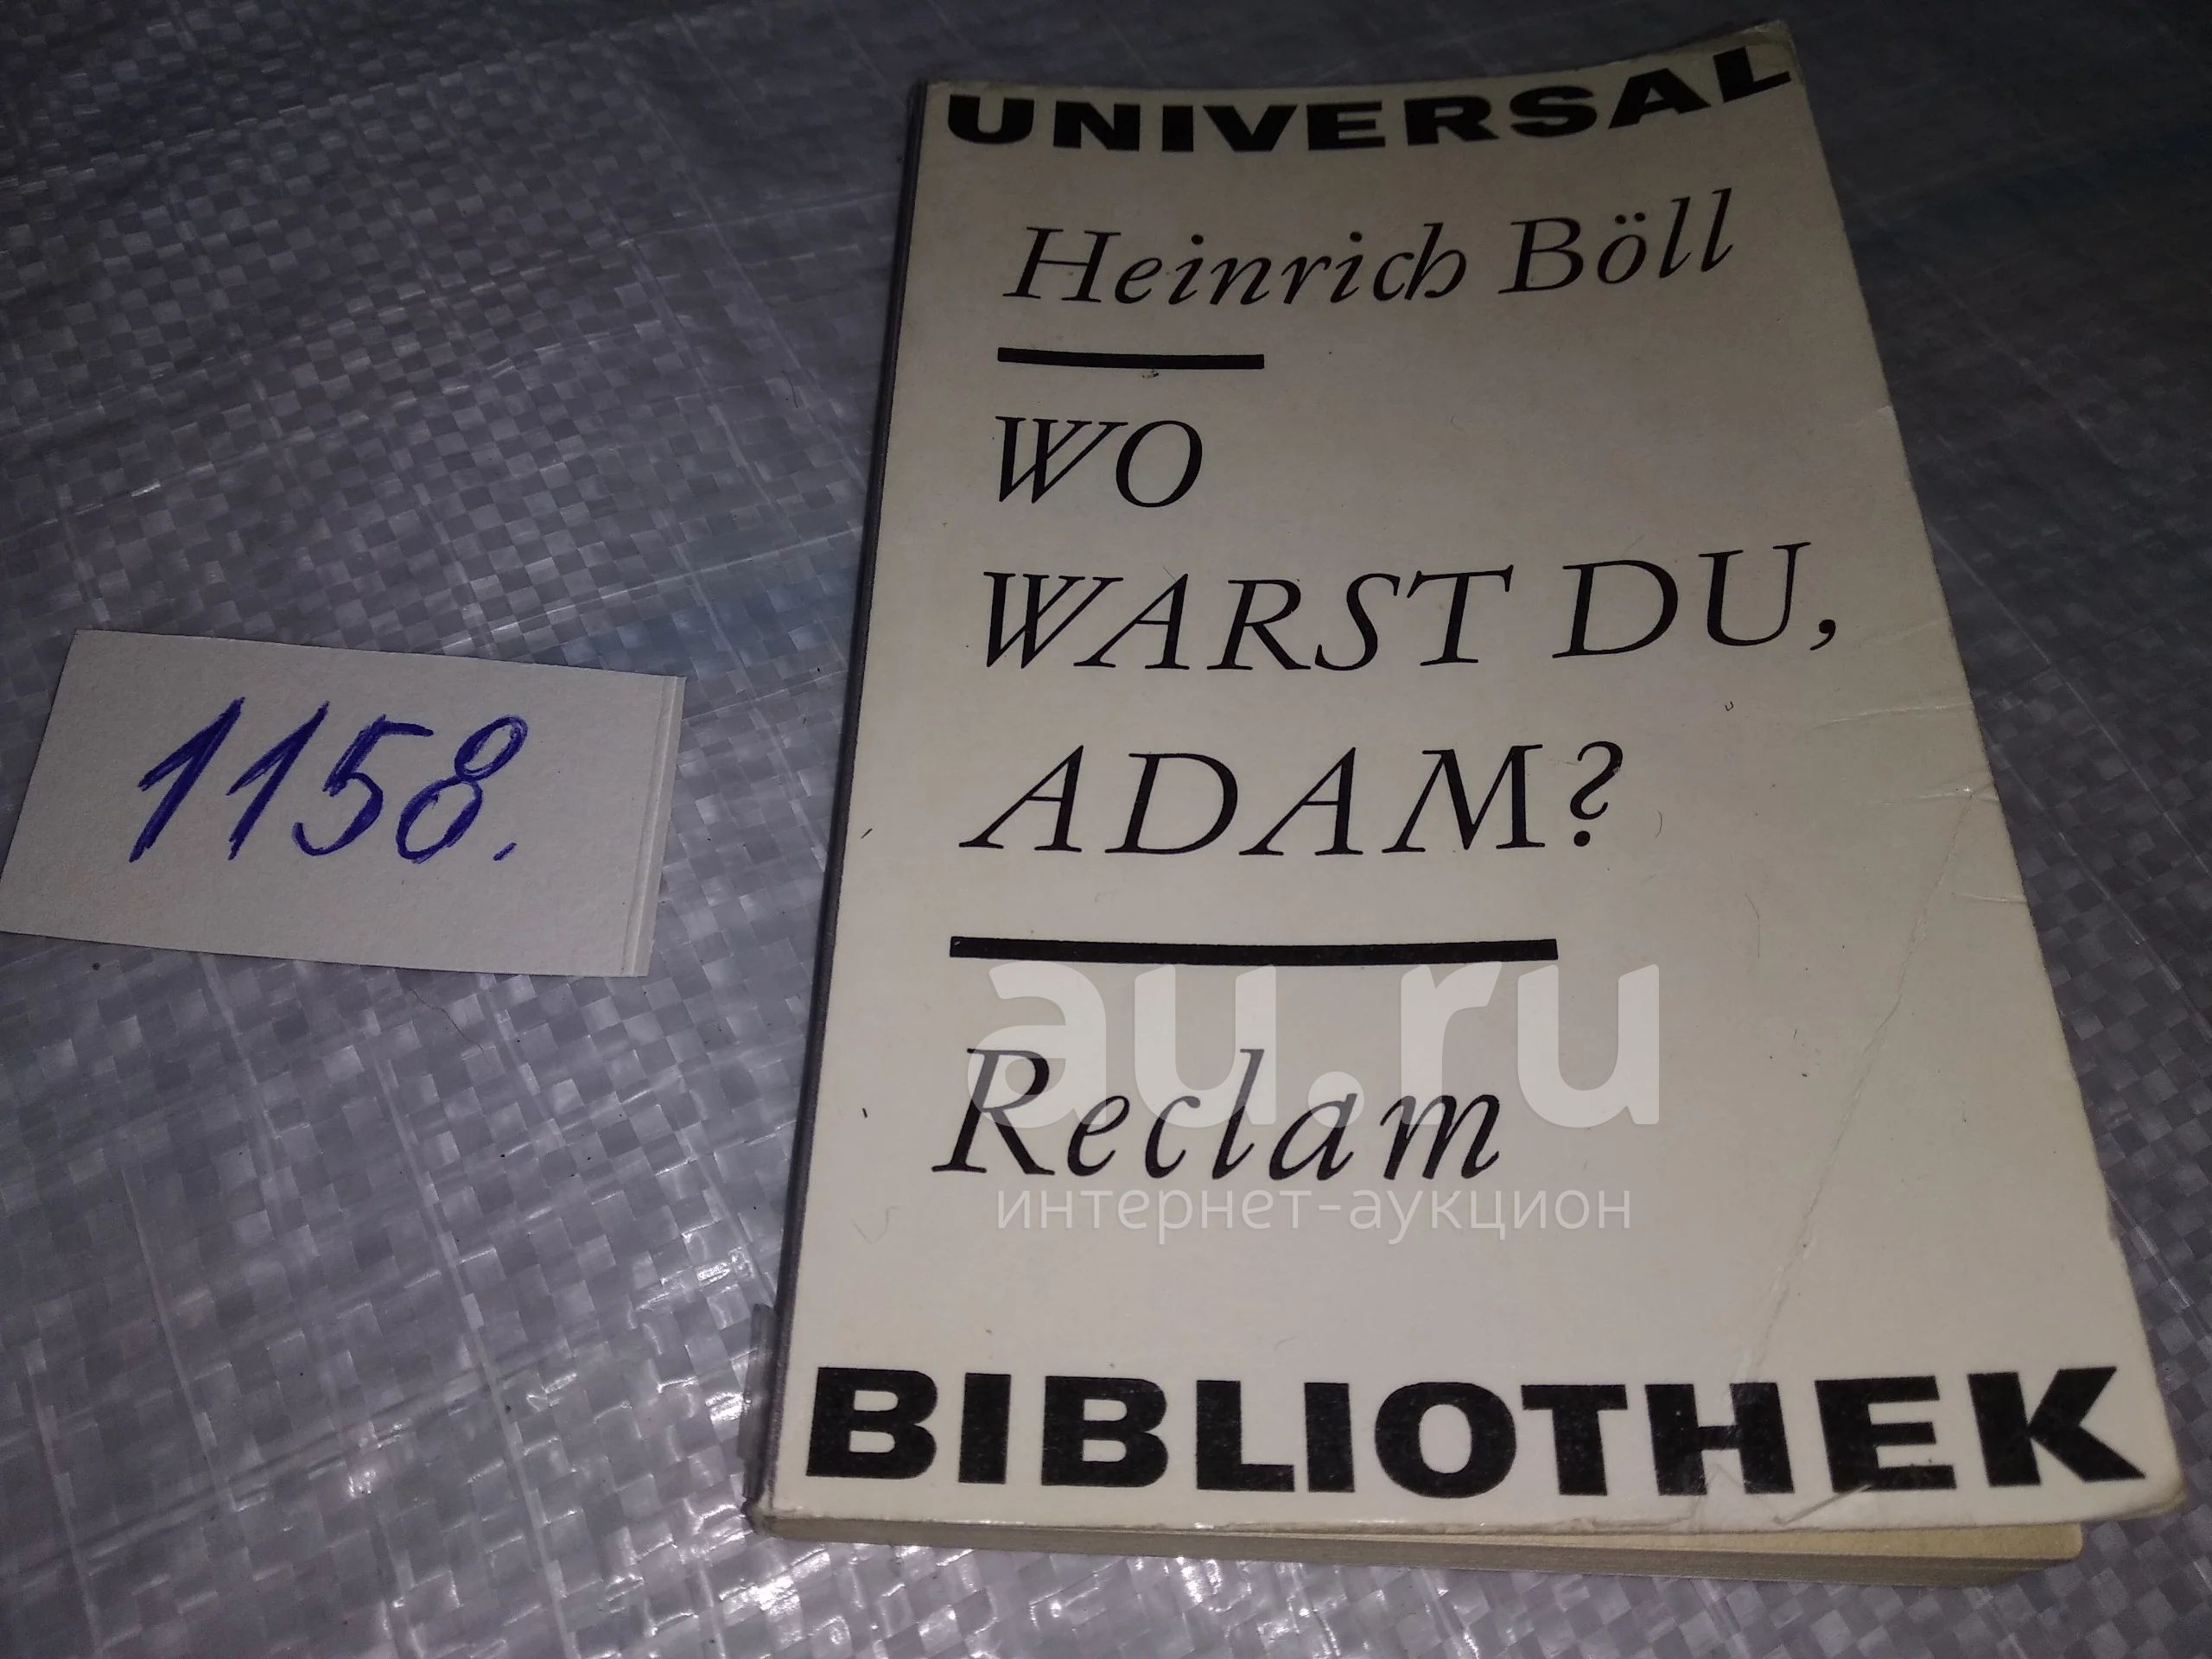 UNIVERSAL
Heinrich Böll
WO
WARST DU,
ADAM?
Reclam
BIBLIOTHEK
1158.
au.ru
интернет-аукцион